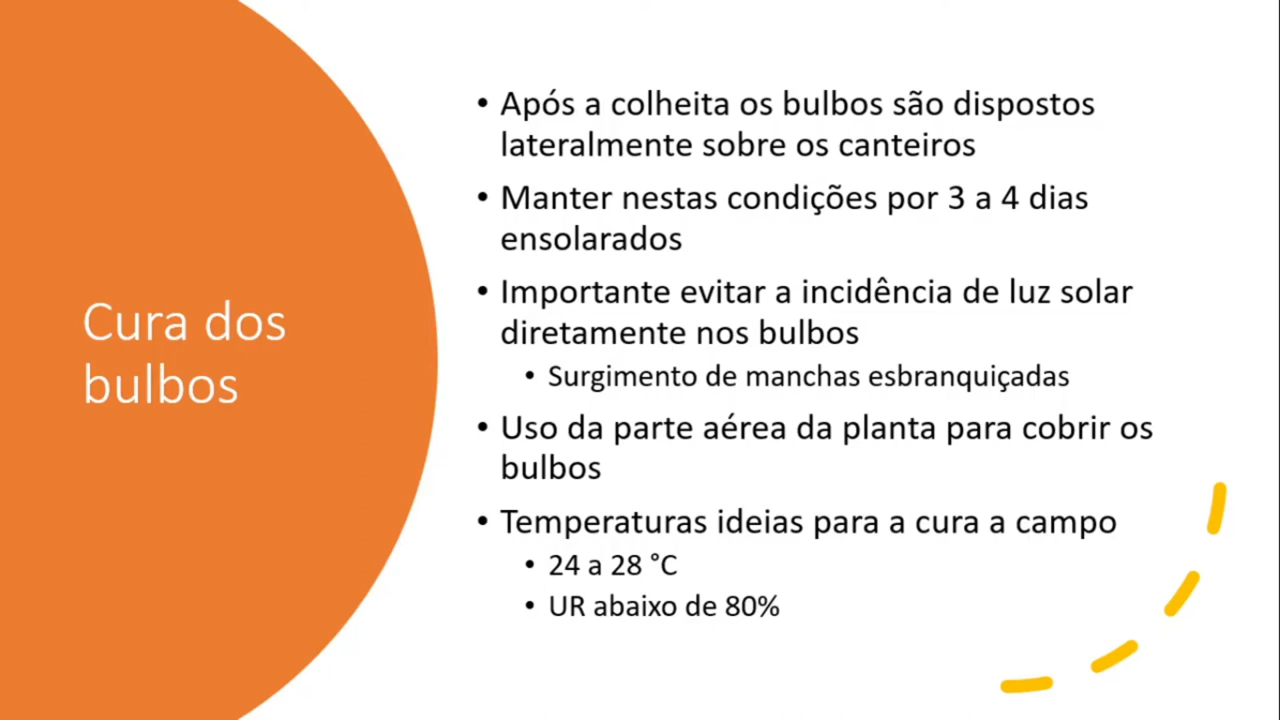 Cura dos
bulbos
• Após a colheita os bulbos são dispostos
lateralmente sobre os canteiros
• Manter nestas condições por 3 a 4 dias
ensolarados
• Importante evitar a incidência de luz solar
diretamente nos bulbos
• Surgimento de manchas esbranquiçadas
• Uso da parte aérea da planta para cobrir os
bulbos
• Temperaturas ideias para a cura a campo
• 24 a 28 °C
• UR abaixo de 80%